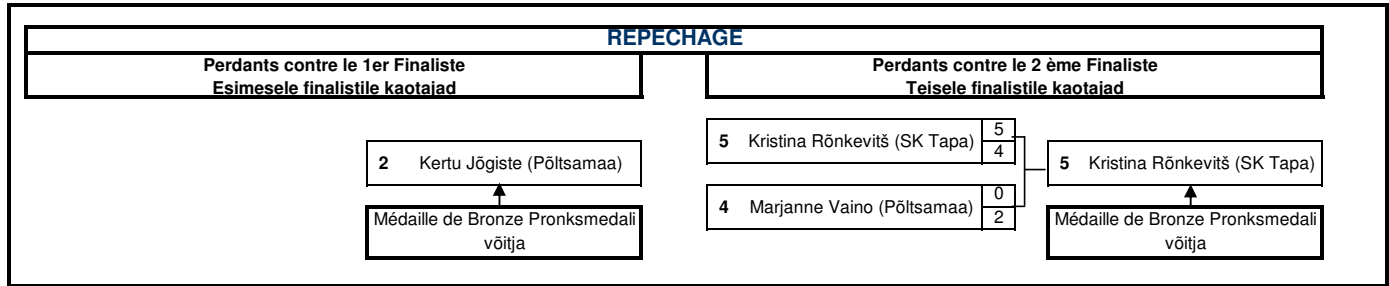 REPECHAGE
Perdants contre le 1er Finaliste
Esimesele finalistile kaotajad
Perdants contre le 2 ème Finaliste
Teisele finalistile kaotajad
2 Kertu Jõgiste (Põltsamaa)
Médaille de Bronze Pronksmedali
võitja
5 Kristina Rõnkevitš (SK Tapa) 5
4
4 Marjanne Vaino (Põltsamaa) 0
2
5 Kristina Rõnkevitš (SK Tapa)
Médaille de Bronze Pronksmedali
võitja